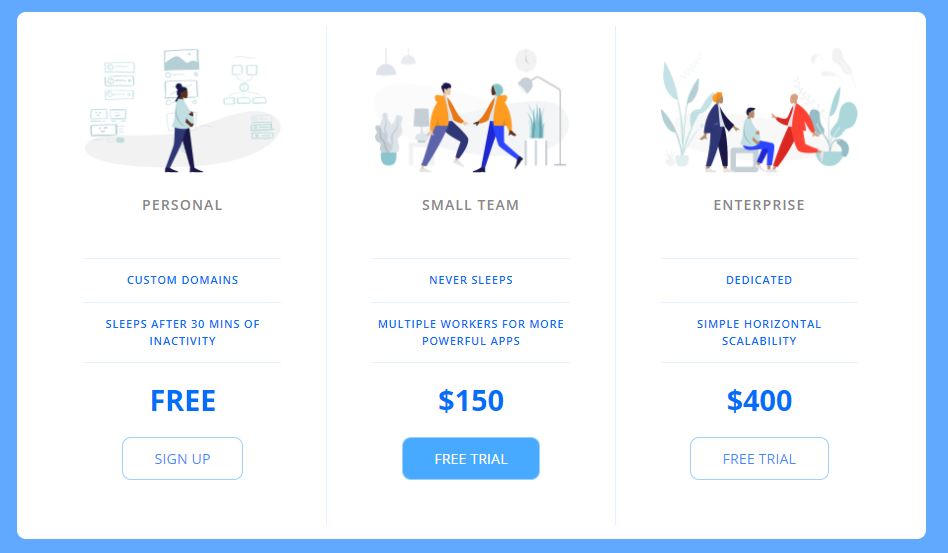 PERSONAL
CUSTOM DOMAINS
SLEEPS AFTER 30 MINS OF
INACTIVITY
FREE
SIGN UP
SMALL TEAM
NEVER SLEEPS
MULTIPLE WORKERS FOR MORE
POWERFUL APPS
$150
FREE TRIAL
ENTERPRISE
DEDICATED
SIMPLE HORIZONTAL
SCALABILITY
$400
FREE TRIAL